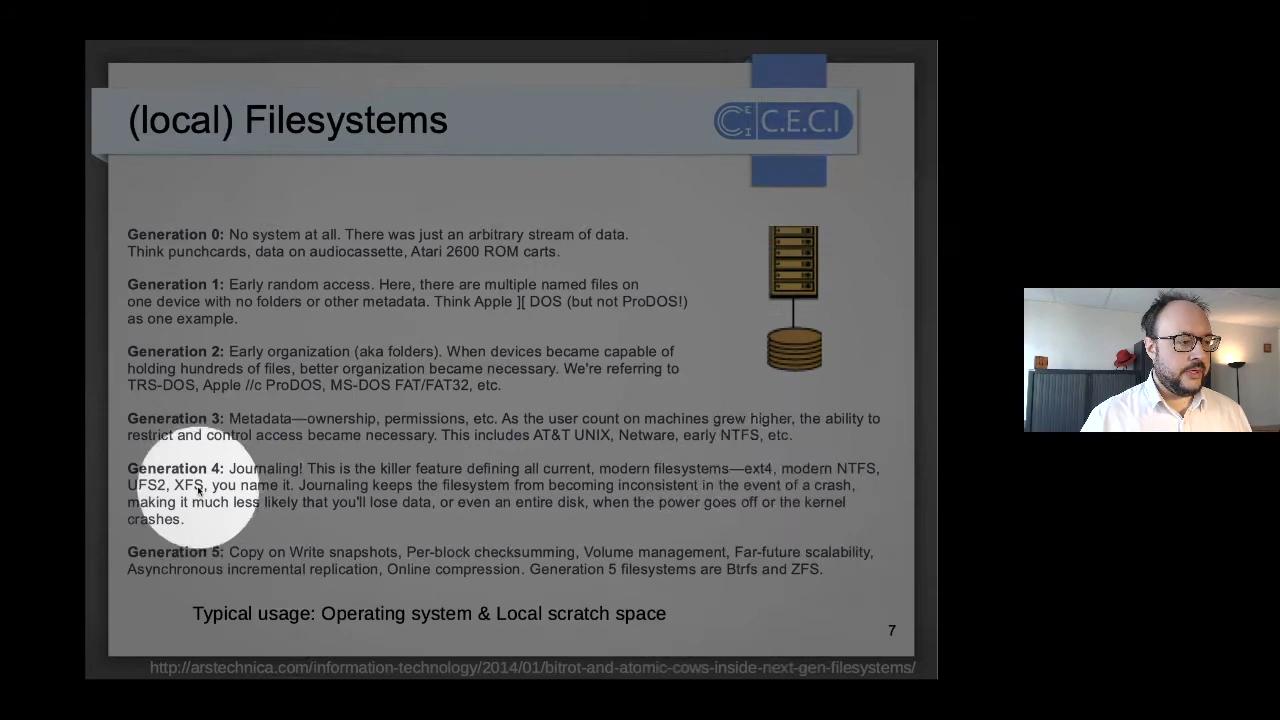 (local) Filesystems
C E C I
C.E.C.I
Generation 0: No system at all. There was just an arbitrary stream of data.
Think punchcards, data on audiocassette, Atari 2600 ROM carts.
Generation 1: Early random access. Here, there are multiple named files on
one device with no folders or other metadata. Think Apple ][ DOS (but not ProDOS!)
as one example.
Generation 2: Early organization (aka folders). When devices became capable of
holding hundreds of files, better organization became necessary. We're referring to
TRS-DOS, Apple //c ProDOS, MS-DOS FAT/FAT32, etc.
Generation 3: Metadata—ownership, permissions, etc. As the user count on machines grew higher, the ability to
restrict and control access became necessary. This includes AT&T UNIX, Netware, early NTFS, etc.
Generation 4: Journaling! This is the killer feature defining all current, modern filesystems—ext4, modern NTFS,
UFS2, XFS, you name it. Journaling keeps the filesystem from becoming inconsistent in the event of a crash,
making it much less likely that you'll lose data, or even an entire disk, when the power goes off or the kernel
crashes.
Generation 5: Copy on Write snapshots, Per-block checksumming, Volume management, Far-future scalability,
Asynchronous incremental replication, Online compression. Generation 5 filesystems are Btrfs and ZFS.
Typical usage: Operating system & Local scratch space
7
http://arstechnica.com/information-technology/2014/01/bitrot-and-atomic-cows-inside-next-gen-filesystems/